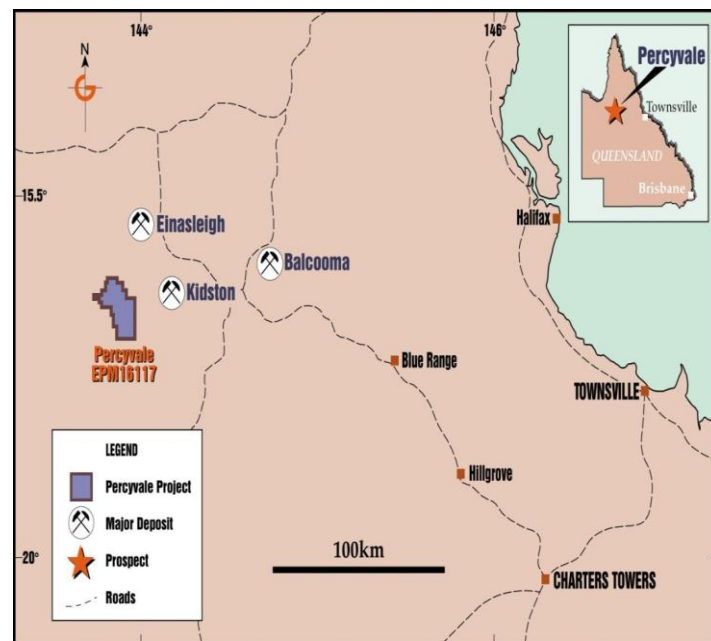 144
146
N
Percyvale
Townsville
QUEENSLAND
Brisbane
15.5°
Einasleigh
Halifax
Balcooma
Kidston
Percyvale
EPM16117
Blue Range
TOWNSVILLE
LEGEND
Percyvale Project
Major Deposit
Prospect
Roads
Hillgrove
100km
20°
CHARTERS TOWERS